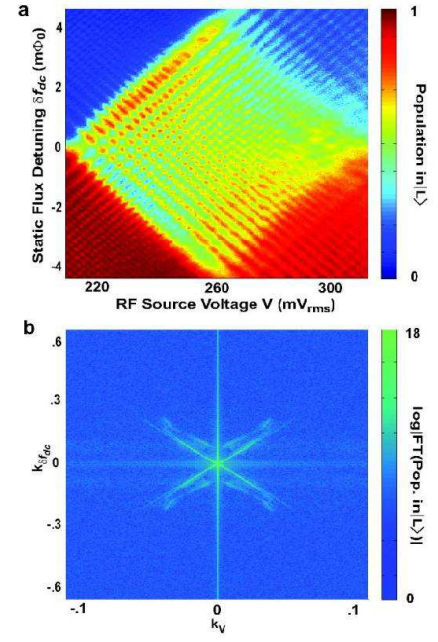 a
Static Flux Detuning δf_dc (mΦ0)
4
2
0
-2
-4
220
260
300
RF Source Voltage V (mV_rms)
1
Population in|L⟩
0
b
k_δf_dc
.6
.3
0
-.3
-.6
-.1
0
.1
k_V
18
log|FT(Pop. in|L⟩)|
0